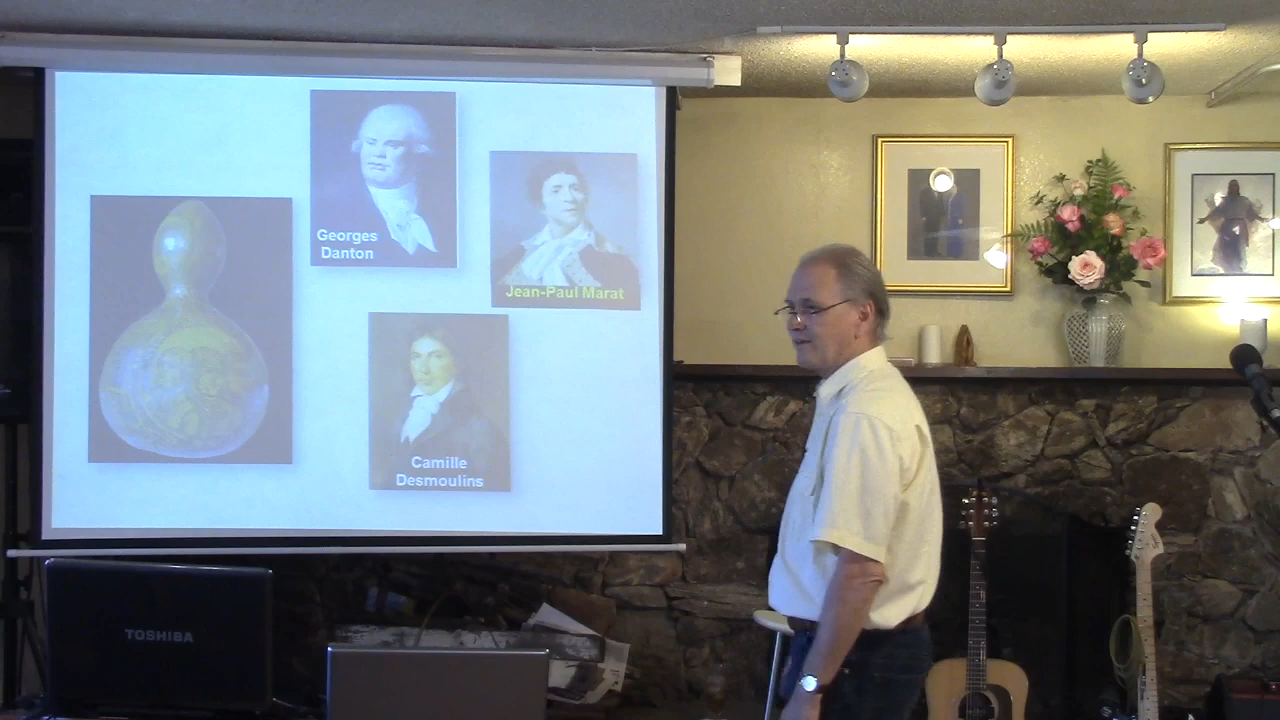 Georges
Danton
Jean-Paul Marat
Camille
Desmoulins
TOSHIBA